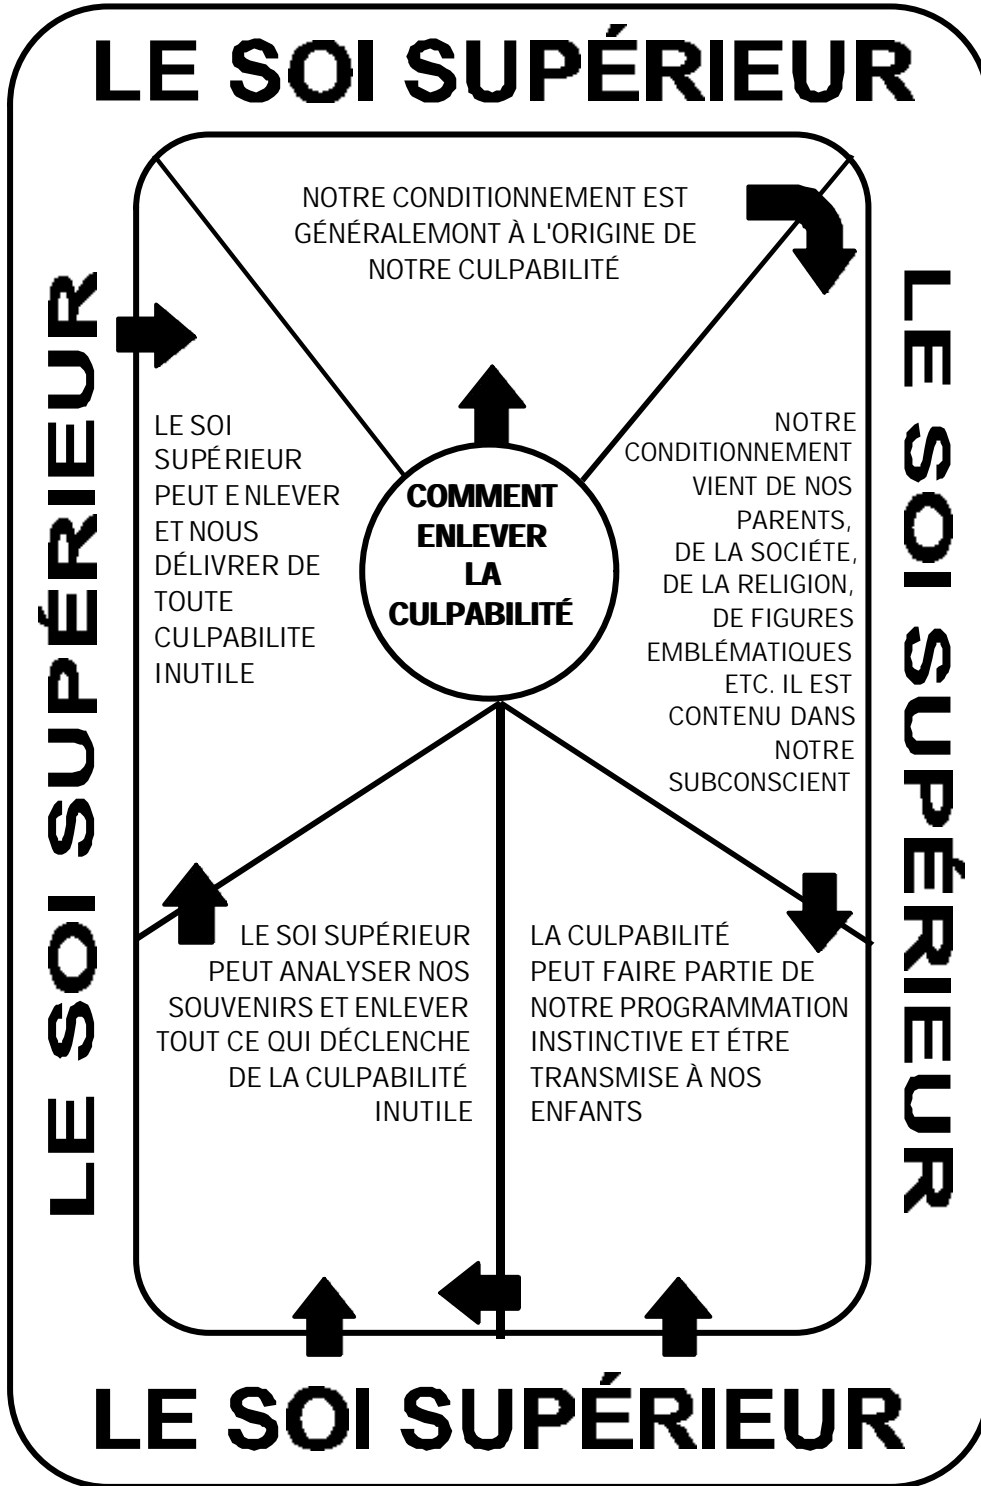 LE SOI SUPÉRIEUR
NOTRE CONDITIONNEMENT EST
GÉNÉRALEMONT À L'ORIGINE DE
NOTRE CULPABILITÉ
COMMENT
ENLEVER
LA
CULPABILITÉ
NOTRE
CONDITIONNEMENT
VIENT DE NOS
PARENTS,
DE LA SOCIÉTE,
DE LA RELIGION,
DE FIGURES
EMBLÉMATIQUES
ETC. IL EST
CONTENU DANS
NOTRE
SUBCONSCIENT
LA CULPABILITÉ
PEUT FAIRE PARTIE DE
NOTRE PROGRAMMATION
INSTINCTIVE ET ÉTRE
TRANSMISE À NOS
ENFANTS
LE SOI SUPÉRIEUR
PEUT ANALYSER NOS
SOUVENIRS ET ENLEVER
TOUT CE QUI DÉCLENCHE
DE LA CULPABILITÉ
INUTILE
LE SOI
SUPÉRIEUR
PEUT ENLEVER
ET NOUS
DÉLIVRER DE
TOUTE
CULPABILITE
INUTILE
LE SOI SUPÉRIEUR
LE SOI SUPÉRIEUR
LE SOI SUPÉRIEUR